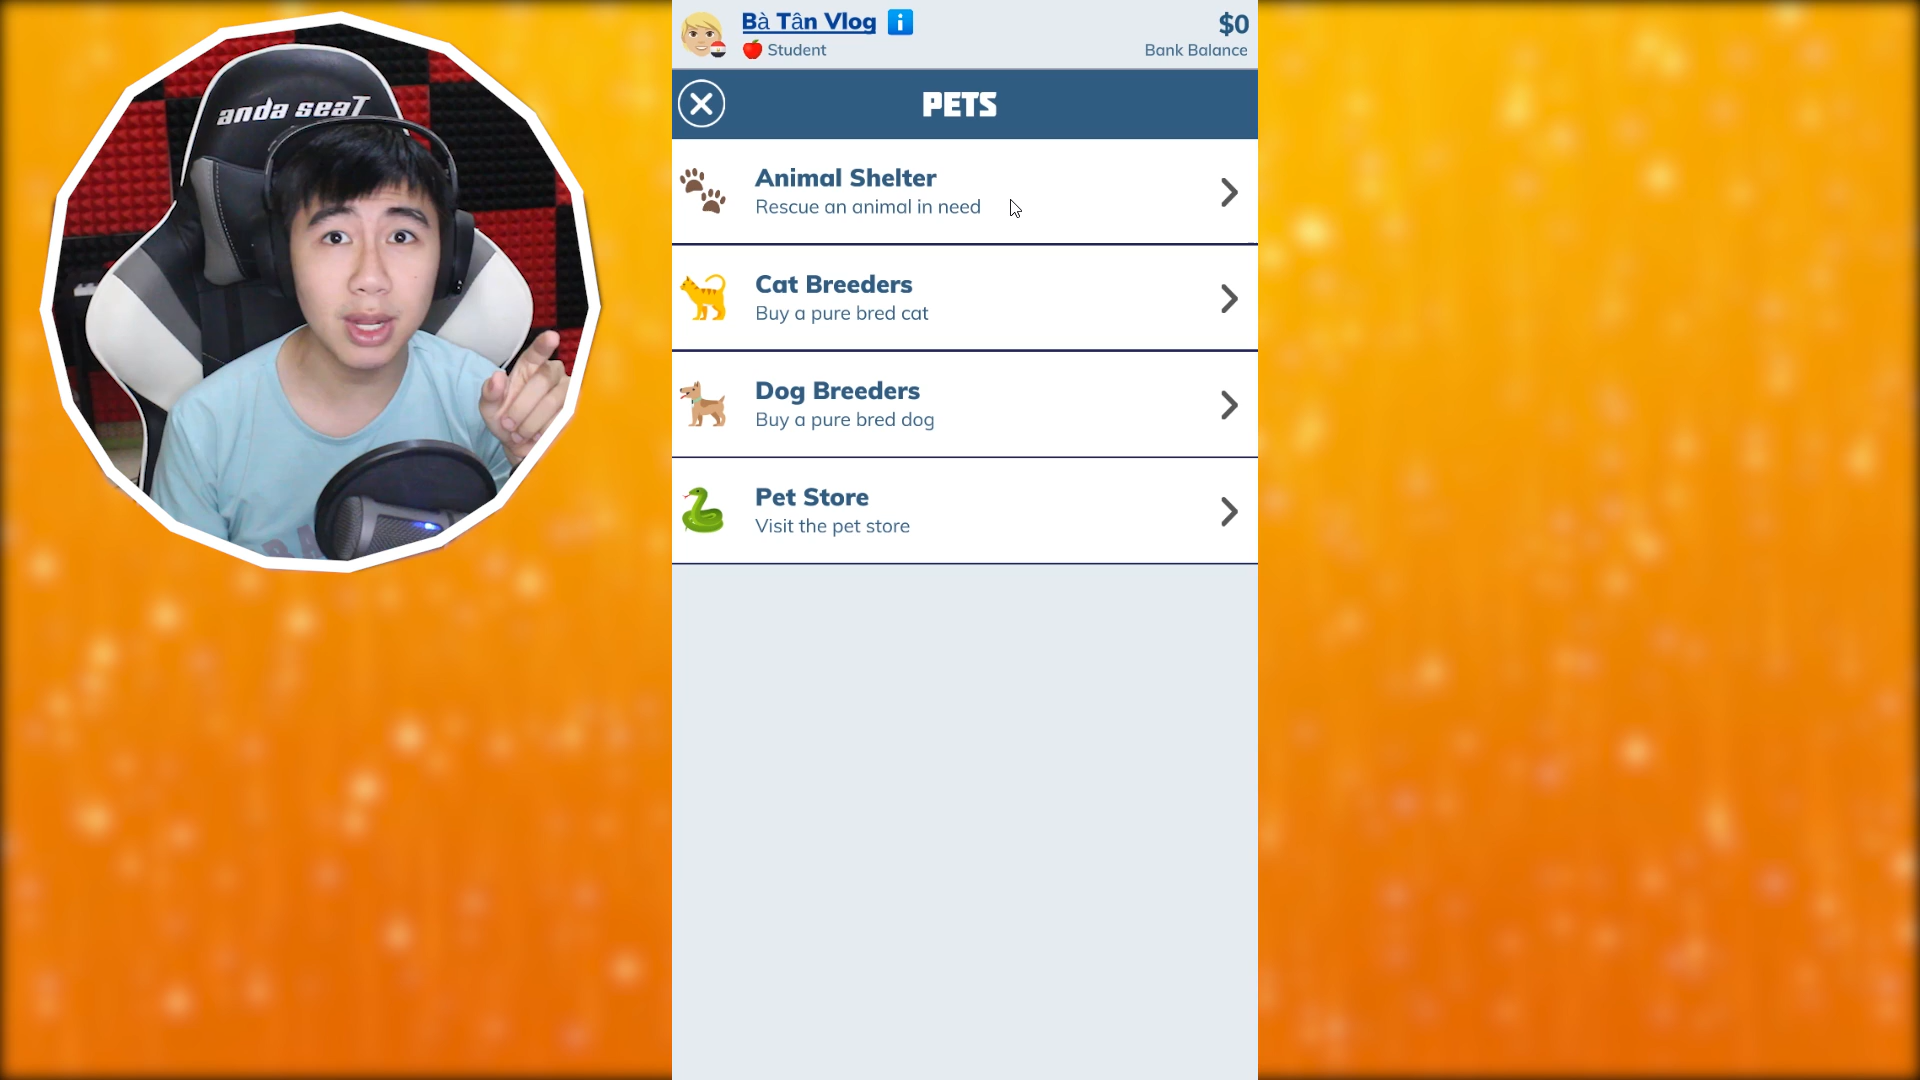 anda seaT
Bà Tân Vlog i
$0
Student
Bank Balance
PETS
Animal Shelter
Rescue an animal in need
Cat Breeders
Buy a pure bred cat
Dog Breeders
Buy a pure bred dog
Pet Store
Visit the pet store